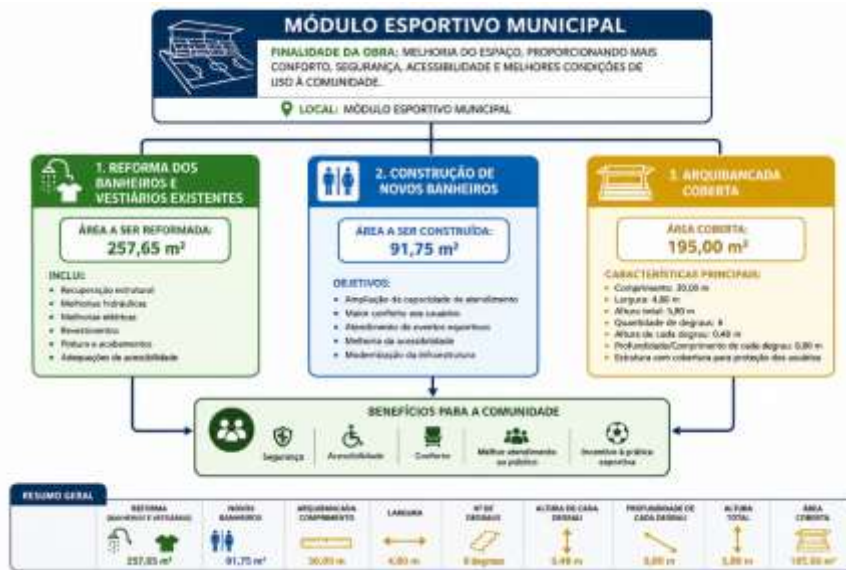 MÓDULO ESPORTIVO MUNICIPAL
FINALIDADE DA OBRA: MELHORIA DO ESPAÇO, PROPORCIONANDO MAIS
CONFORTO, SEGURANÇA, ACESSIBILIDADE E MELHORES CONDIÇÕES DE
USO À COMUNIDADE.
LOCAL: MÓDULO ESPORTIVO MUNICIPAL
1. REFORMA DOS
BANHEIROS E
VESTIÁRIOS EXISTENTES
ÁREA A SER REFORMADA:
257,65 m²
INCLUI:
• Recuperação estrutural
• Melhorias hidráulicas
• Melhorias elétricas
• Revestimentos
• Pintura e acabamentos
• Adequações de acessibilidade
2. CONSTRUÇÃO DE
NOVOS BANHEIROS
ÁREA A SER CONSTRUÍDA:
91,75 m²
OBJETIVOS:
• Ampliação da capacidade de atendimento
• Maior conforto aos usuários
• Atendimento de eventos esportivos
• Melhoria da acessibilidade
• Modernização da infraestrutura
3. ARQUIBANCADA
COBERTA
ÁREA COBERTA:
195,00 m²
CARACTERÍSTICAS PRINCIPAIS:
• Comprimento: 30,00 m
• Largura: 4,80 m
• Altura total: 5,80 m
• Quantidade de degraus:
• Altura de cada degrau: 0,40 m
• Profundidade/Comprimento de cada degrau: 0,80 m
• Estrutura com cobertura para proteção dos usuários
BENEFÍCIOS PARA A COMUNIDADE
Segurança
Acessibilidade
Conforto
Melhor atendimento
ao público
Incentivo à prática
esportiva
RESUMO GERAL
REFORMA
(BANHEIROS E VESTIÁRIOS)
257,65 m²
NOVOS
BANHEIROS
91,75 m²
ARQUIBANCADA
COMPRIMENTO
30,00 m
LARGURA
4,80 m
Nº DE
DEGRAUS
degraus
ALTURA DE CADA
DEGRAU
0,40 m
PROFUNDIDADE DE
CADA DEGRAU
0,80 m
ALTURA
TOTAL
5,80 m
ÁREA
COBERTA
195,00 m²